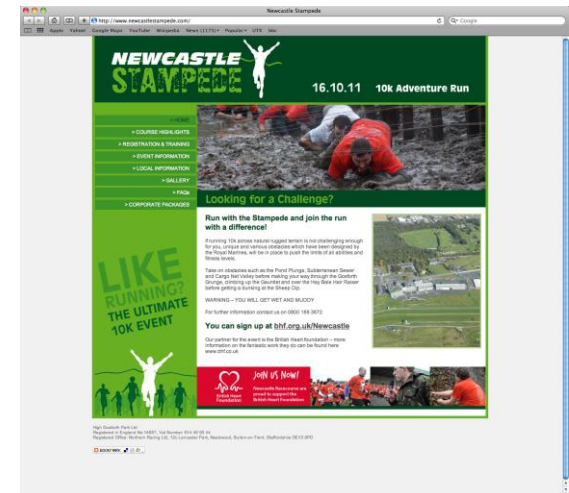 Newcastle Stampede
http://www.newcastlestampede.com/
Google
Apple Yahoo! Google Maps YouTube Wikipedia News (1175) Popular
NEWCASTLE
STAMPEDE
16.10.11 10k Adventure Run
> HOME
> COURSE HIGHLIGHTS
> REGISTRATION & TRAINING
> EVENT INFORMATION
> LOCAL INFORMATION
> GALLERY
> FAQs
> CORPORATE PACKAGES
LIKE
RUNNING?
THE ULTIMATE
10K EVENT
Looking for a Challenge?
Run with the Stampede and join the run
with a difference!
If running 10k across natural rugged terrain is not challenging enough
for you, unique and various obstacles which have been designed by
the Royal Marines, will be in place to push the limits of all abilities and
fitness levels.
Take on obstacles such as the Pond Plunge, Subterranean Sewer
and Cargo Net Valley before making your way through the Gosforth
Grunge, climbing up the Gauntlet and over the Hay Bale Hair Raiser
before getting a dunking at the Sheep Dip.
WARNING – YOU WILL GET WET AND MUDDY
For further information contact us on 0800 169 3672
You can sign up at bhf.org.uk/Newcastle
Our partner for the event is the British Heart foundation – more
information on the fantastic work they do can be found here
www.bhf.co.uk
British Heart
Foundation
JOIN US NOW!
Newcastle Racecourse are
proud to support the
British Heart Foundation
High Gosforth Park Ltd
Registered in England No